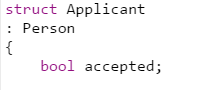 struct Applicant
: Person
{
    bool accepted;